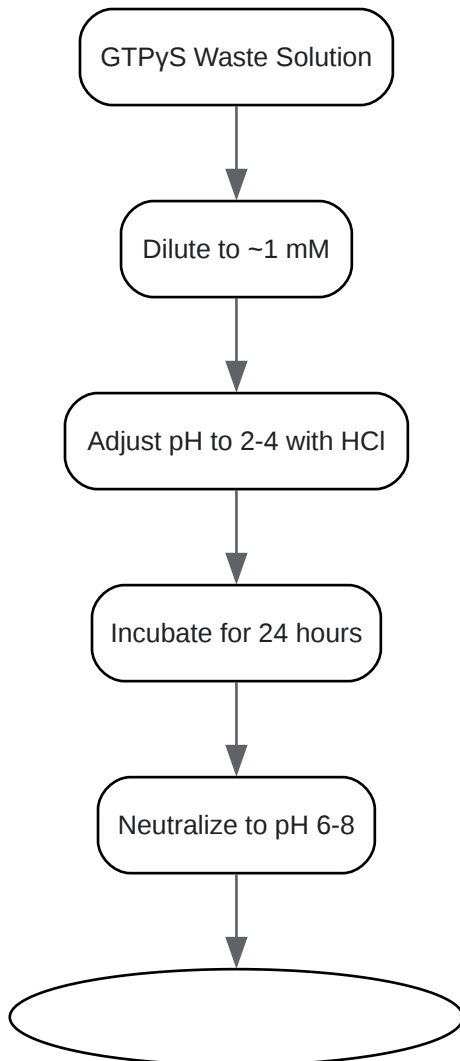 GTPγS Waste Solution
Dilute to ~1 mM
Adjust pH to 2-4 with HCl
Incubate for 24 hours
Neutralize to pH 6-8